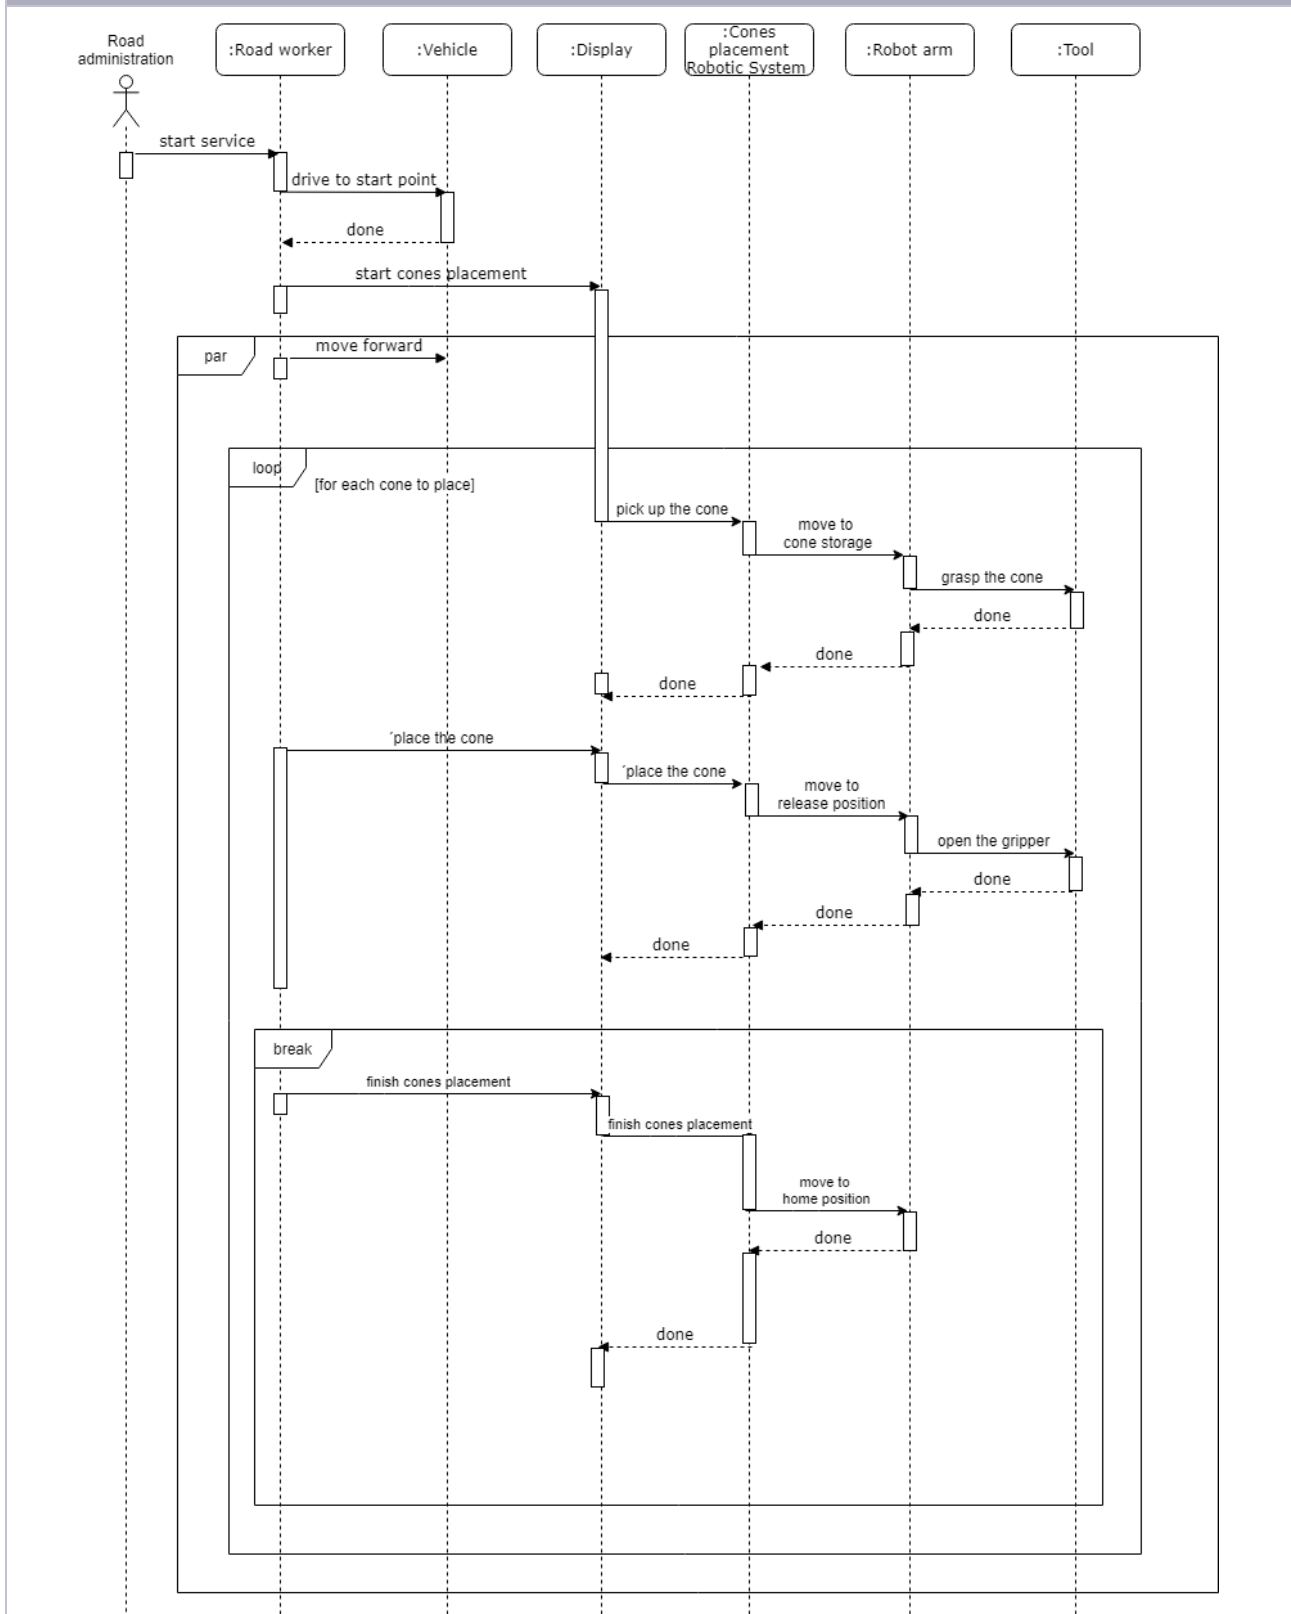 Road
administration
:Road worker
:Vehicle
:Display
:Cones
placement
Robotic System
:Robot arm
:Tool
start service
drive to start point
done
start cones placement
par
move forward
loop
[for each cone to place]
pick up the cone
move to
cone storage
grasp the cone
done
done
done
´place the cone
´place the cone
move to
release position
open the gripper
done
done
done
break
finish cones placement
finish cones placement
move to
home position
done
done